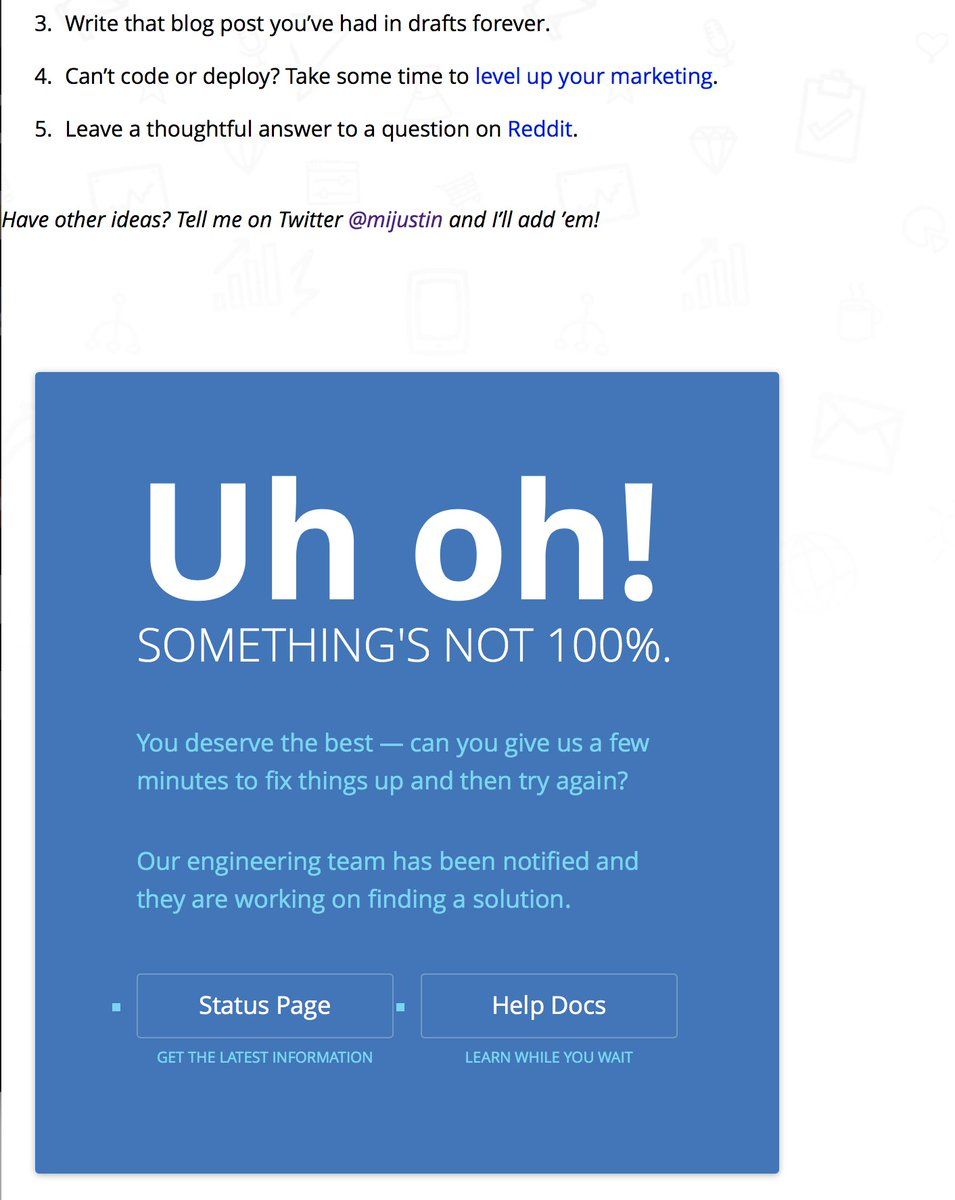 3. Write that blog post you’ve had in drafts forever.
4. Can’t code or deploy? Take some time to level up your marketing.
5. Leave a thoughtful answer to a question on Reddit.
Have other ideas? Tell me on Twitter @mijustin and I’ll add ’em!
Uh oh!
SOMETHING'S NOT 100%.
You deserve the best — can you give us a few
minutes to fix things up and then try again?
Our engineering team has been notified and
they are working on finding a solution.
Status Page
GET THE LATEST INFORMATION
Help Docs
LEARN WHILE YOU WAIT